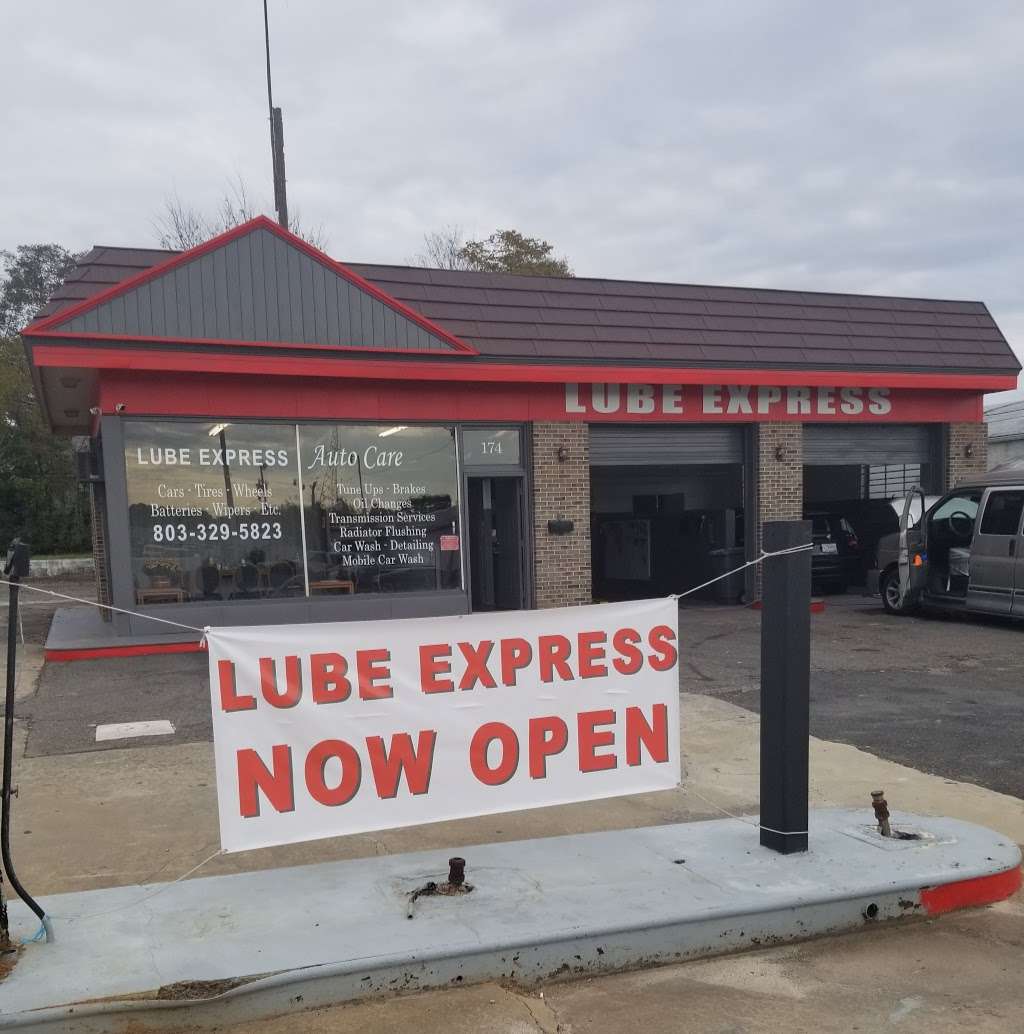 LUBE EXPRESS
LUBE EXPRESS
Cars · Tires · Wheels
Batteries · Wipers · Etc.
803-329-5823
Auto Care
Tune Ups · Brakes
Oil Changes
Transmission Services
Radiator Flushing
Car Wash · Detailing
Mobile Car Wash
174
LUBE EXPRESS
NOW OPEN